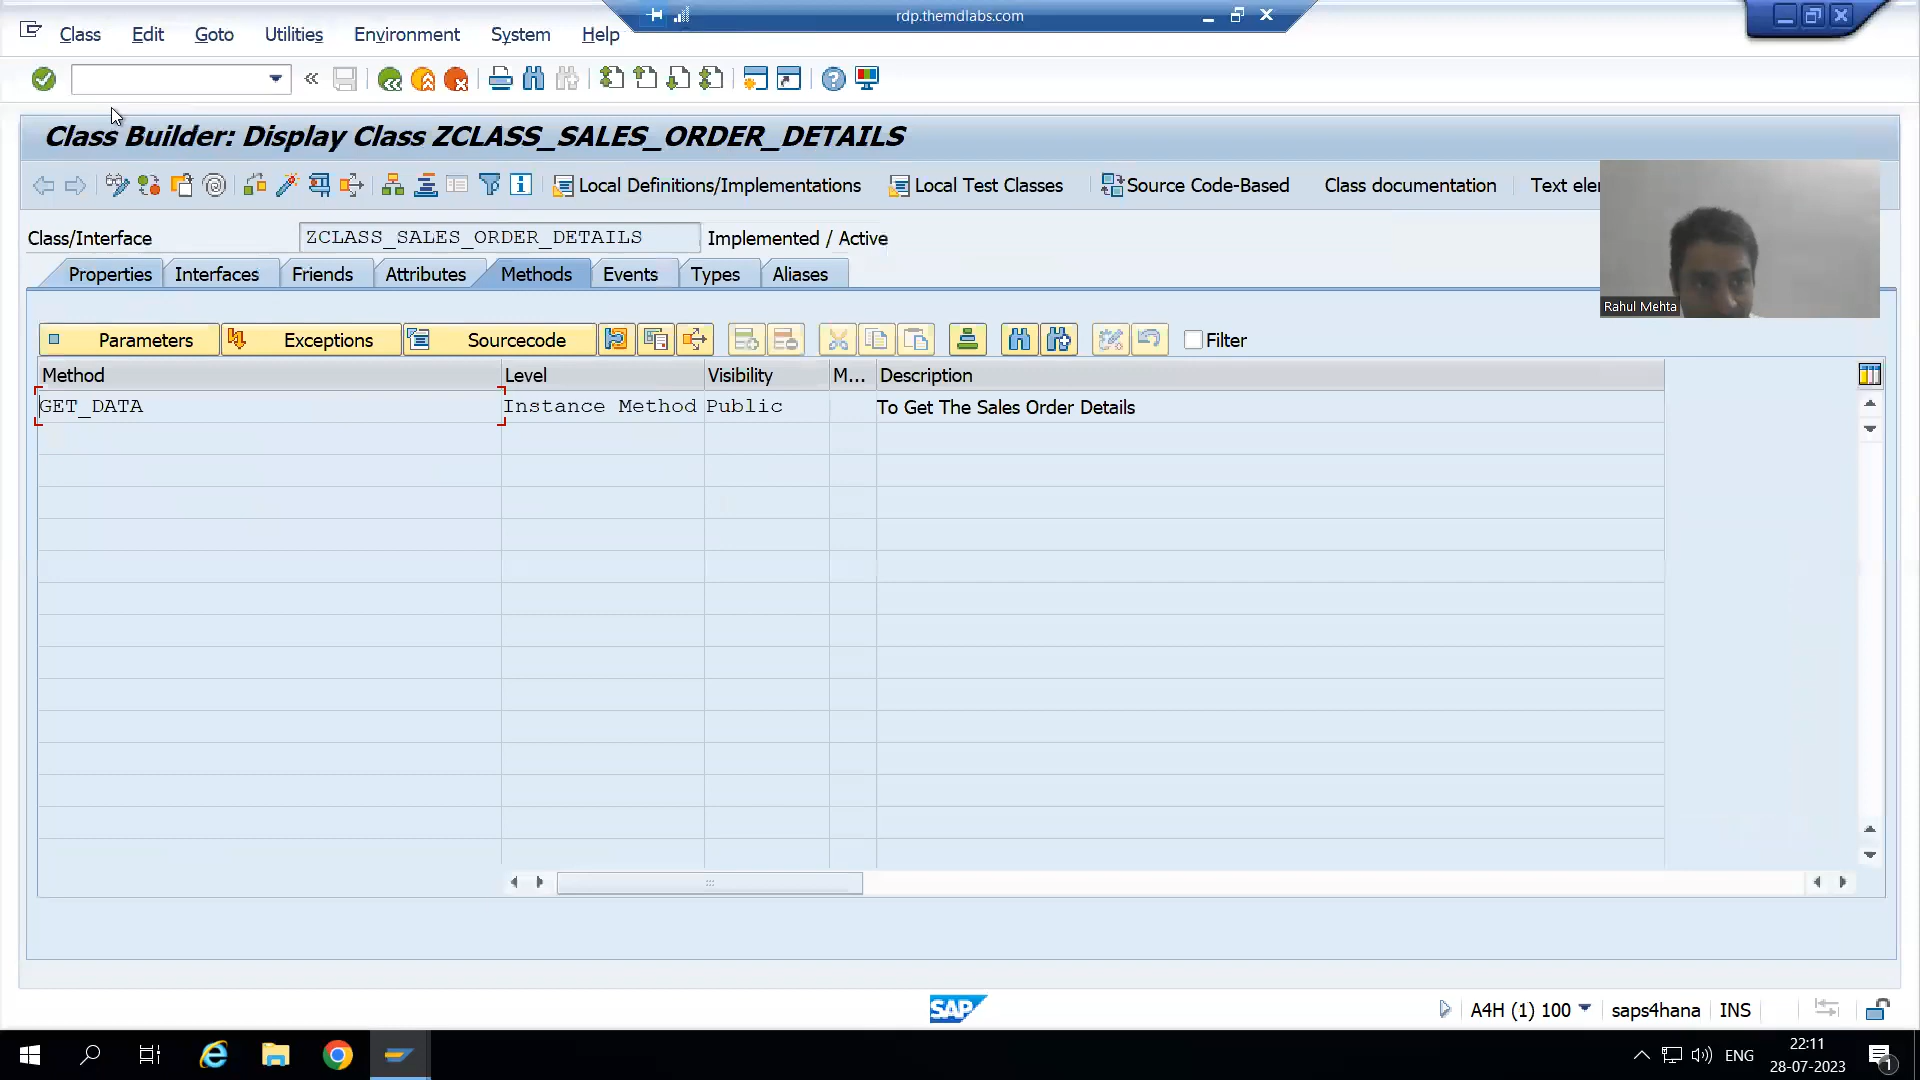 rdp.themdlabs.com
Class Edit Goto Utilities Environment System Help
Class Builder: Display Class ZCLASS_SALES_ORDER_DETAILS
Local Definitions/Implementations Local Test Classes Source Code-Based Class documentation Text ele
Class/Interface ZCLASS_SALES_ORDER_DETAILS Implemented / Active
Properties Interfaces Friends Attributes Methods Events Types Aliases
Rahul Mehta
Parameters Exceptions Sourcecode Filter
Method Level Visibility M... Description
GET_DATA Instance Method Public To Get The Sales Order Details
SAP A4H (1) 100 saps4hana INS
22:11
ENG
28-07-2023
1